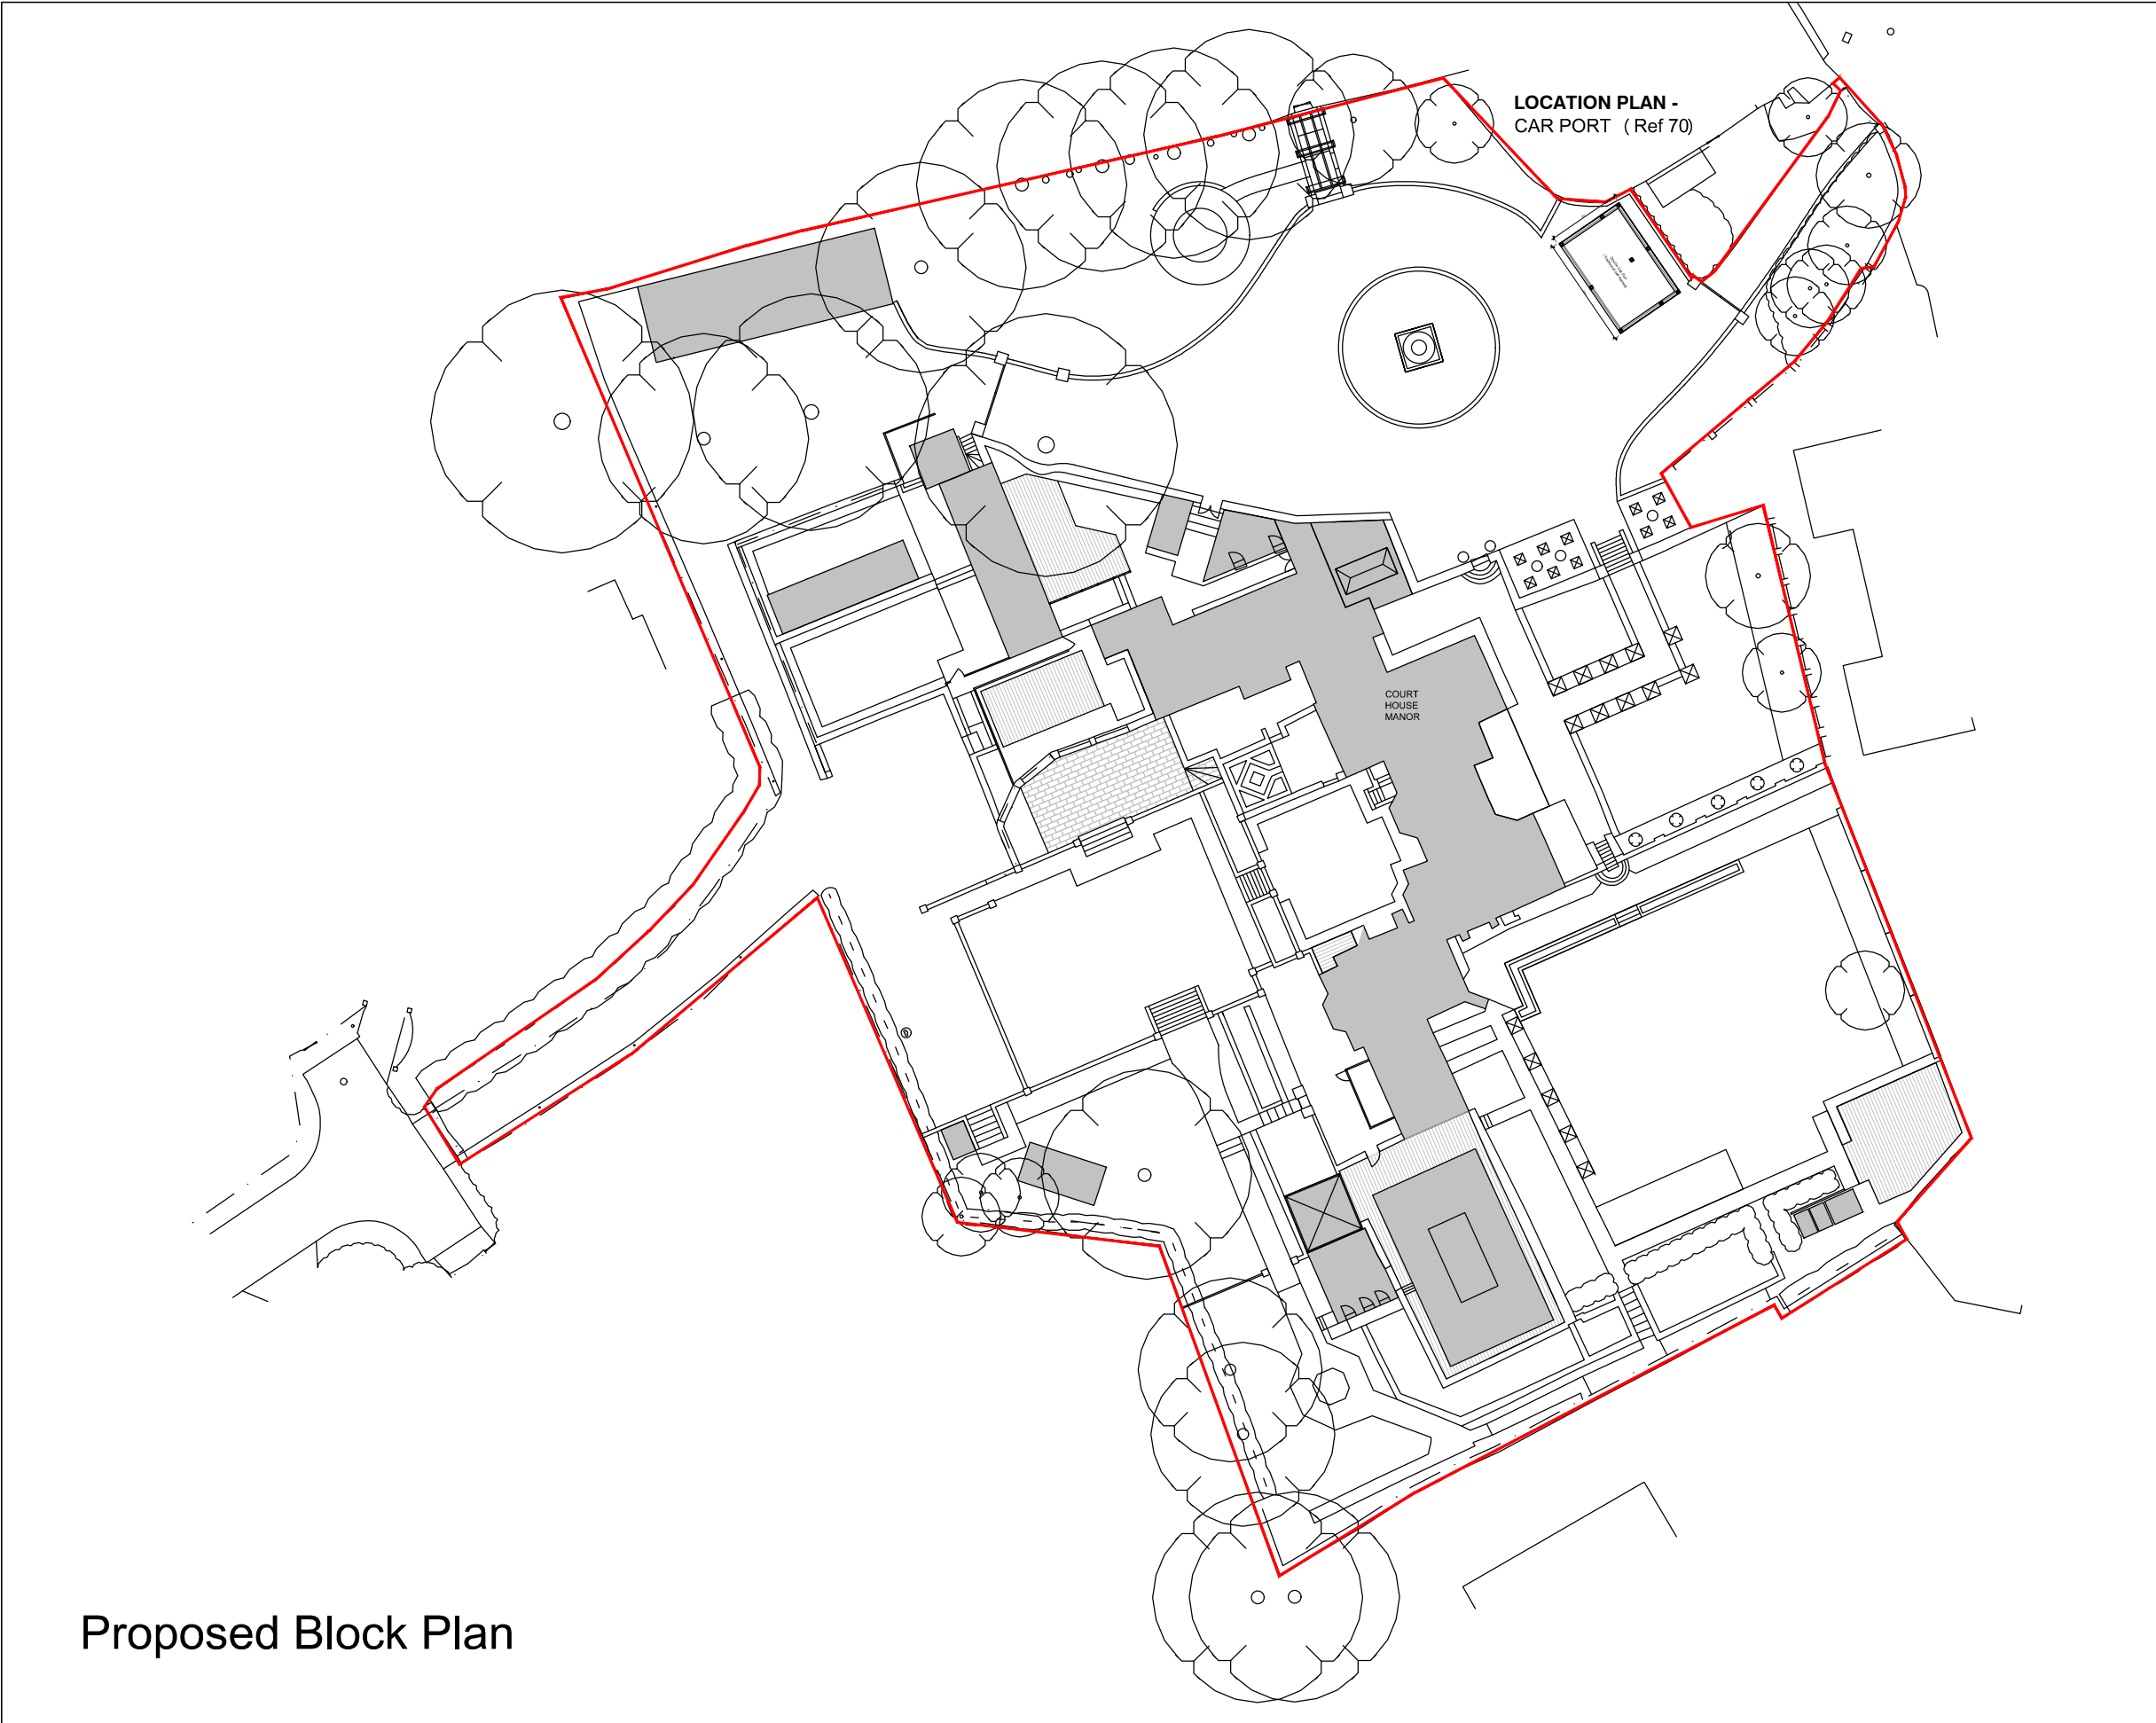 LOCATION PLAN -
CAR PORT ( Ref 70)
COURT
HOUSE
MANOR
Proposed Block Plan